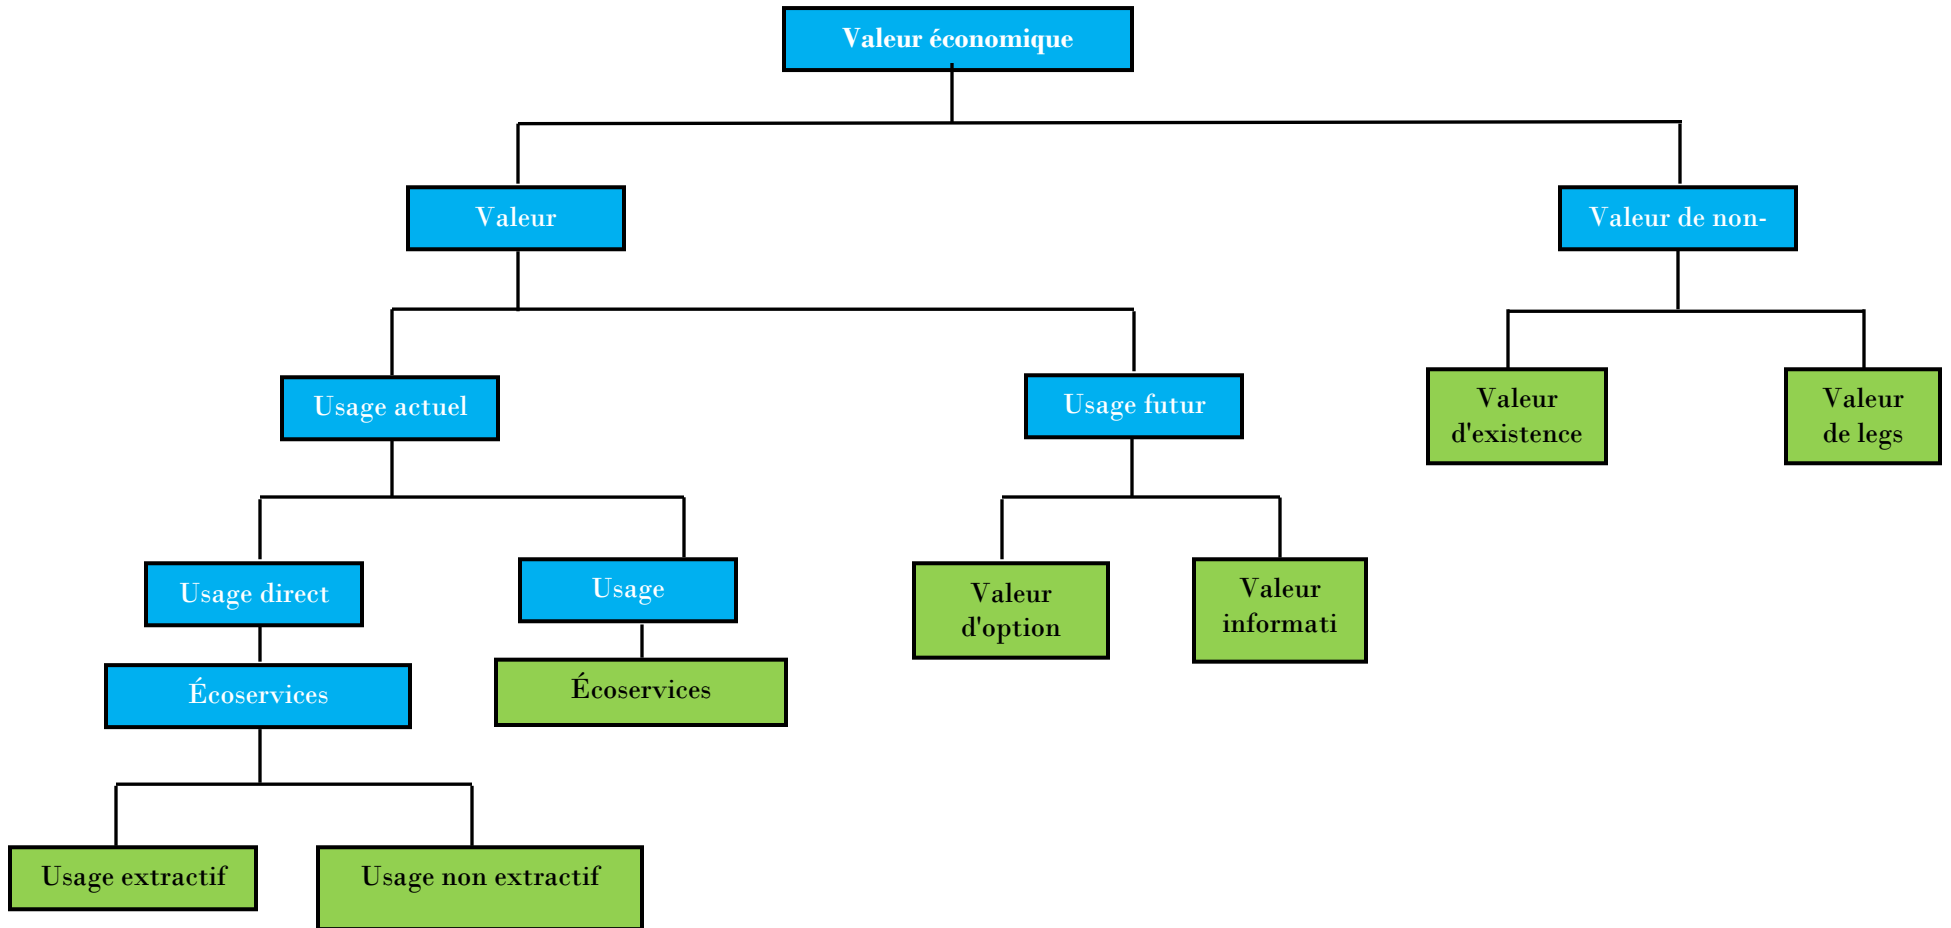 Valeur économique
Valeur
Valeur de non-
Usage actuel
Usage futur
Valeur
d'existence
Valeur
de legs
Usage direct
Usage
Valeur
d'option
Valeur
informati
Écoservices
Écoservices
Usage extractif
Usage non extractif